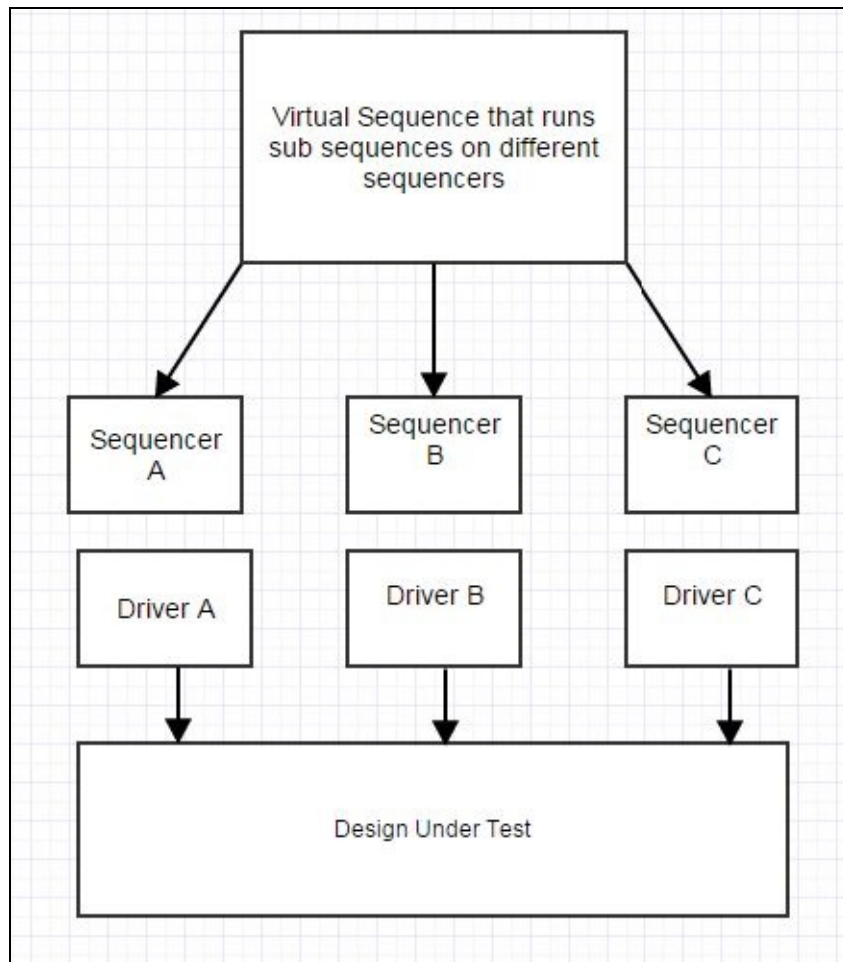 Virtual Sequence that runs
sub sequences on different
sequencers
Sequencer
A
Sequencer
B
Sequencer
C
Driver A
Driver B
Driver C
Design Under Test